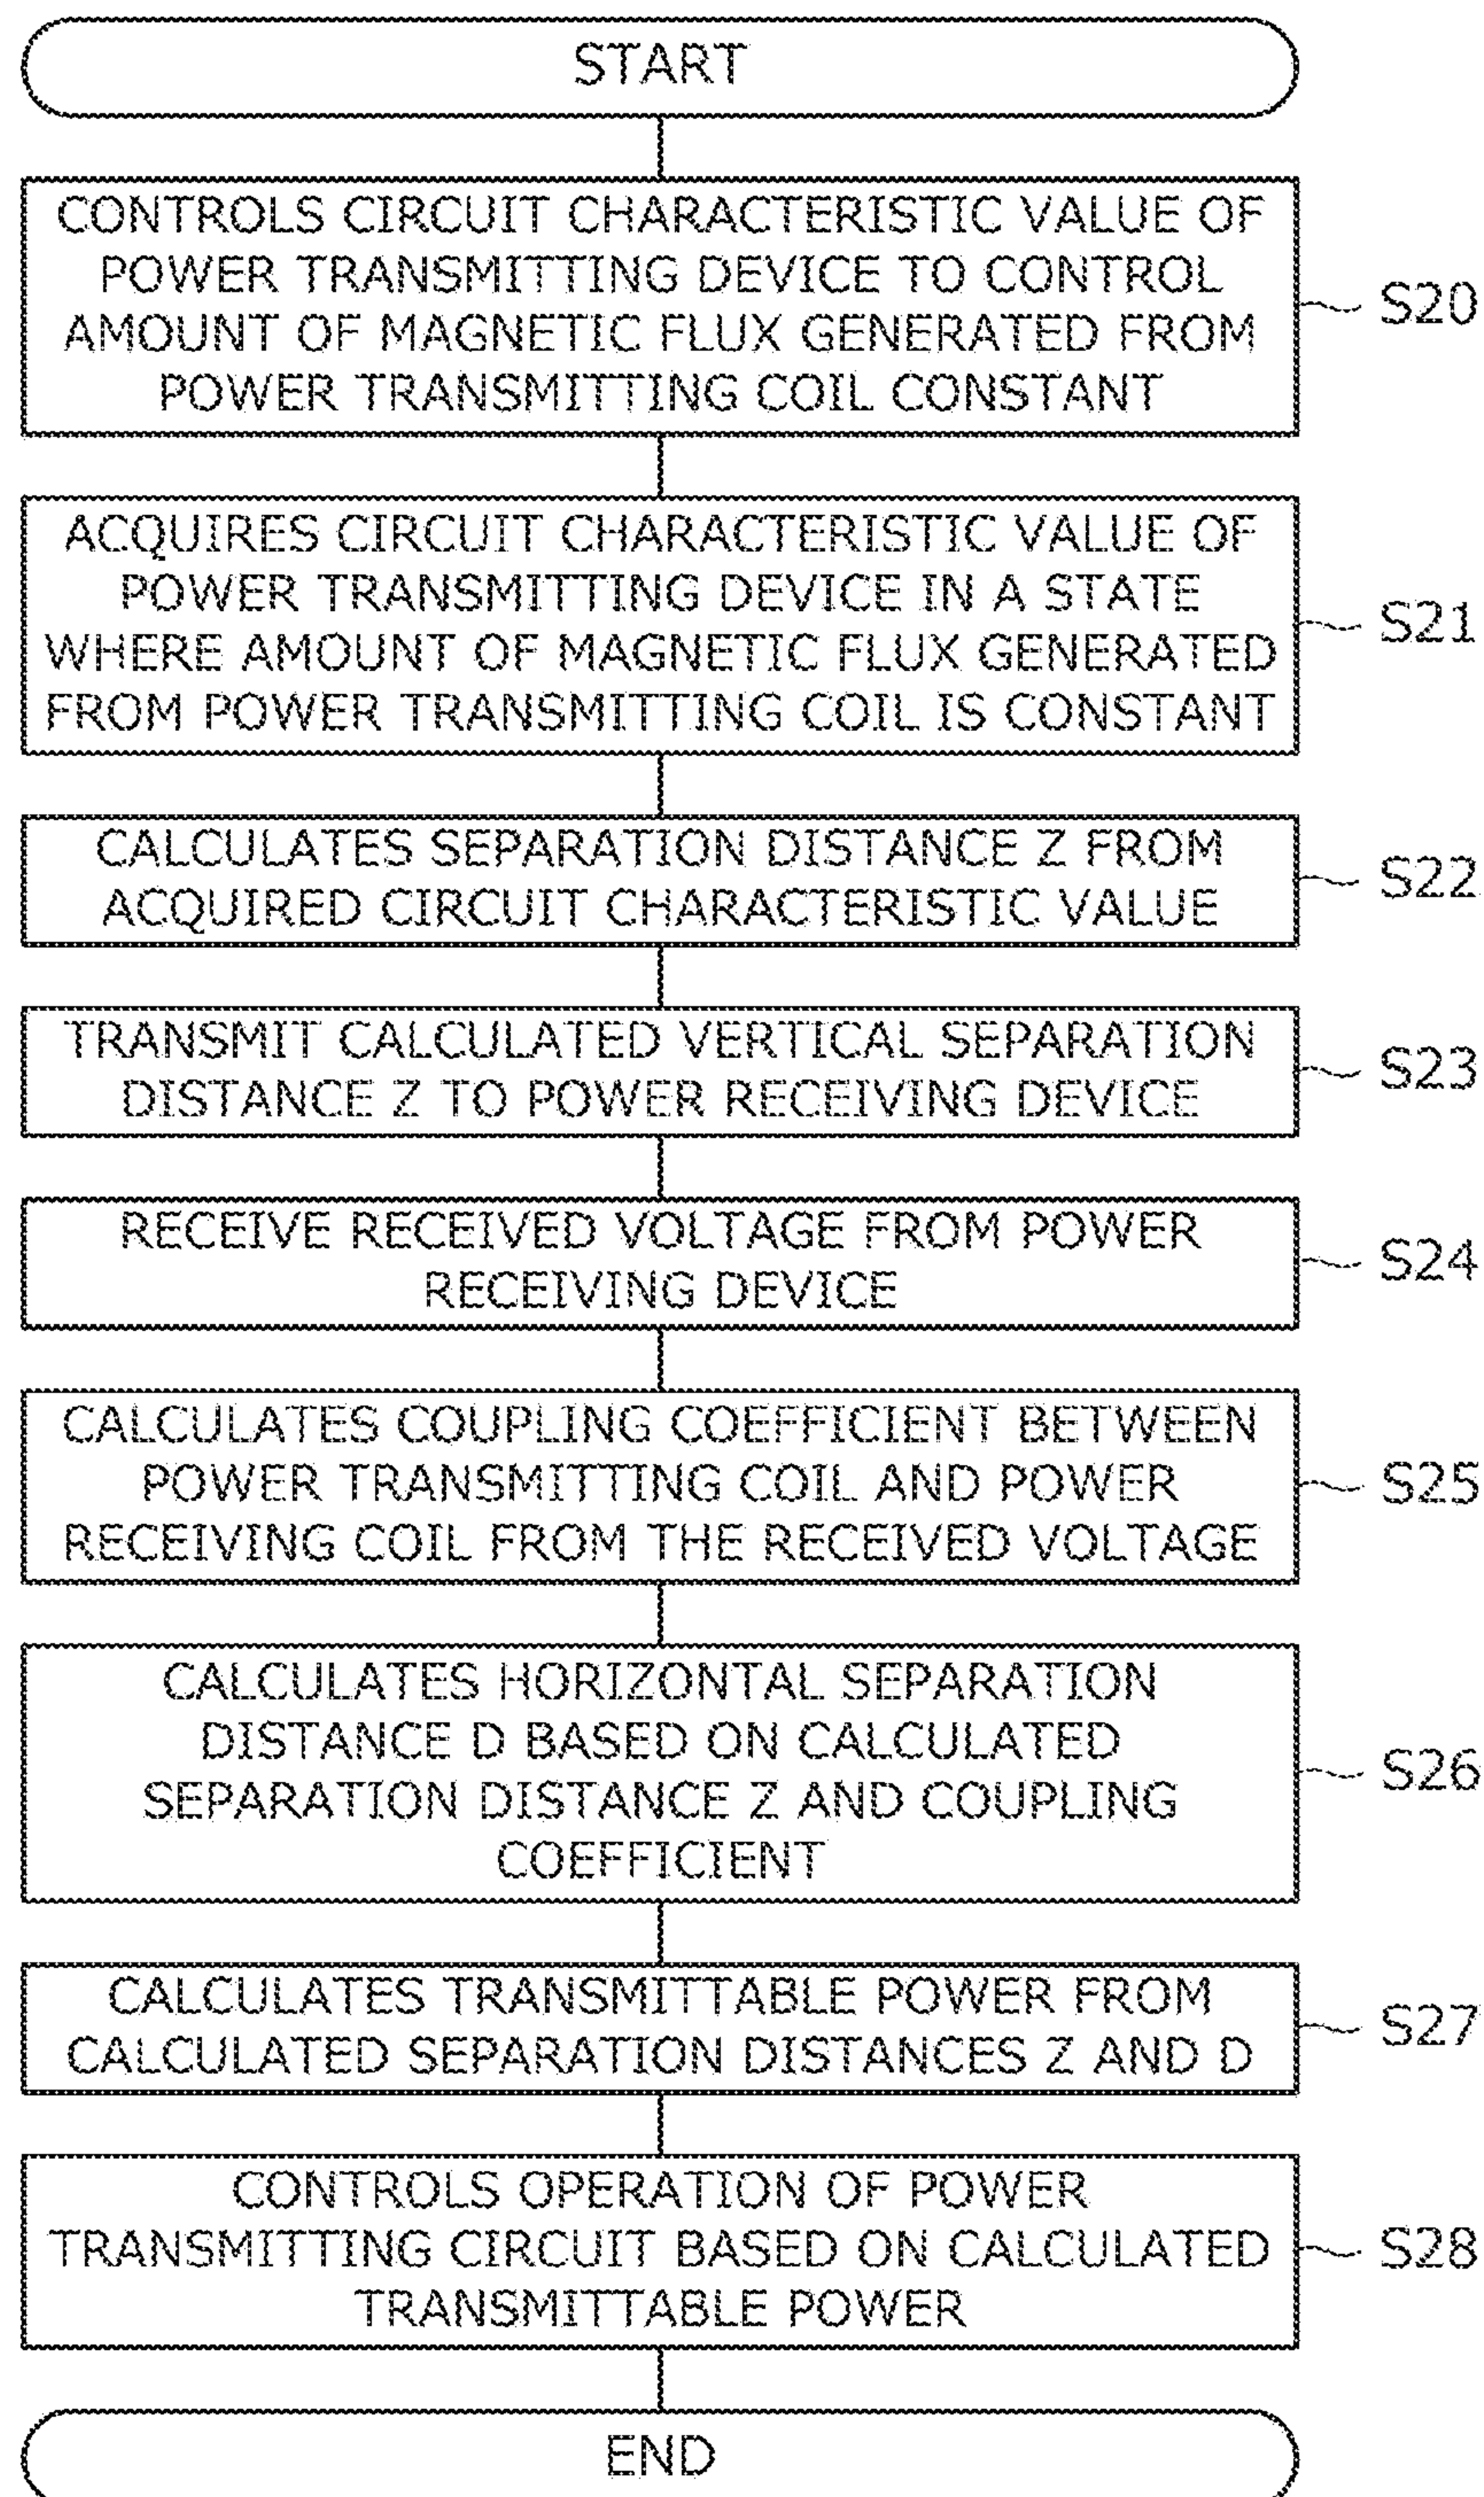 START
CONTROLS CIRCUIT CHARACTERISTIC VALUE OF
POWER TRANSMITTING DEVICE TO CONTROL
AMOUNT OF MAGNETIC FLUX GENERATED FROM
POWER TRANSMITTING COIL CONSTANT
S20
ACQUIRES CIRCUIT CHARACTERISTIC VALUE OF
POWER TRANSMITTING DEVICE IN A STATE
WHERE AMOUNT OF MAGNETIC FLUX GENERATED
FROM POWER TRANSMITTING COIL IS CONSTANT
S21
CALCULATES SEPARATION DISTANCE Z FROM
ACQUIRED CIRCUIT CHARACTERISTIC VALUE
S22
TRANSMIT CALCULATED VERTICAL SEPARATION
DISTANCE Z TO POWER RECEIVING DEVICE
S23
RECEIVE RECEIVED VOLTAGE FROM POWER
RECEIVING DEVICE
S24
CALCULATES COUPLING COEFFICIENT BETWEEN
POWER TRANSMITTING COIL AND POWER
RECEIVING COIL FROM THE RECEIVED VOLTAGE
S25
CALCULATES HORIZONTAL SEPARATION
DISTANCE D BASED ON CALCULATED
SEPARATION DISTANCE Z AND COUPLING
COEFFICIENT
S26
CALCULATES TRANSMITTABLE POWER FROM
CALCULATED SEPARATION DISTANCES Z AND D
S27
CONTROLS OPERATION OF POWER
TRANSMITTING CIRCUIT BASED ON CALCULATED
TRANSMITTABLE POWER
S28
END